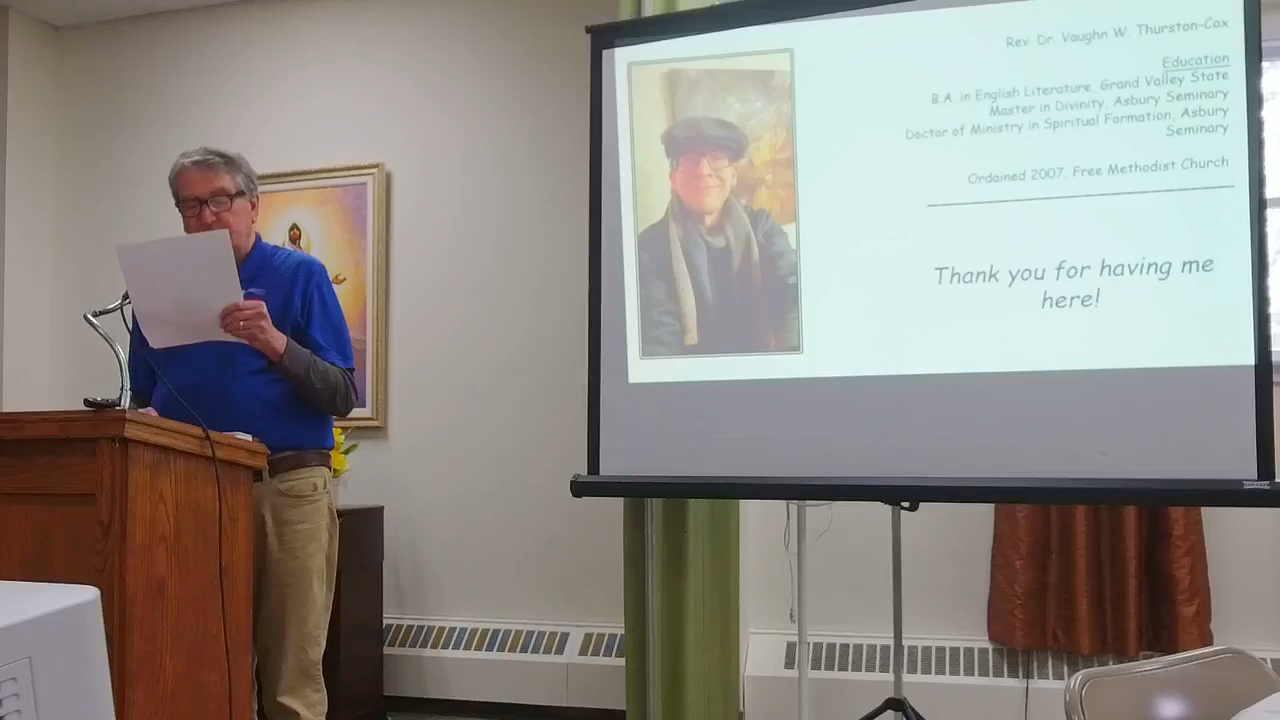 Rev. Dr. Vaughn W. Thurston-Cox
Education
B.A. in English Literature, Grand Valley State
Master in Divinity, Asbury Seminary
Doctor of Ministry in Spiritual Formation, Asbury
Seminary
Ordained 2007, Free Methodist Church
Thank you for having me
here!